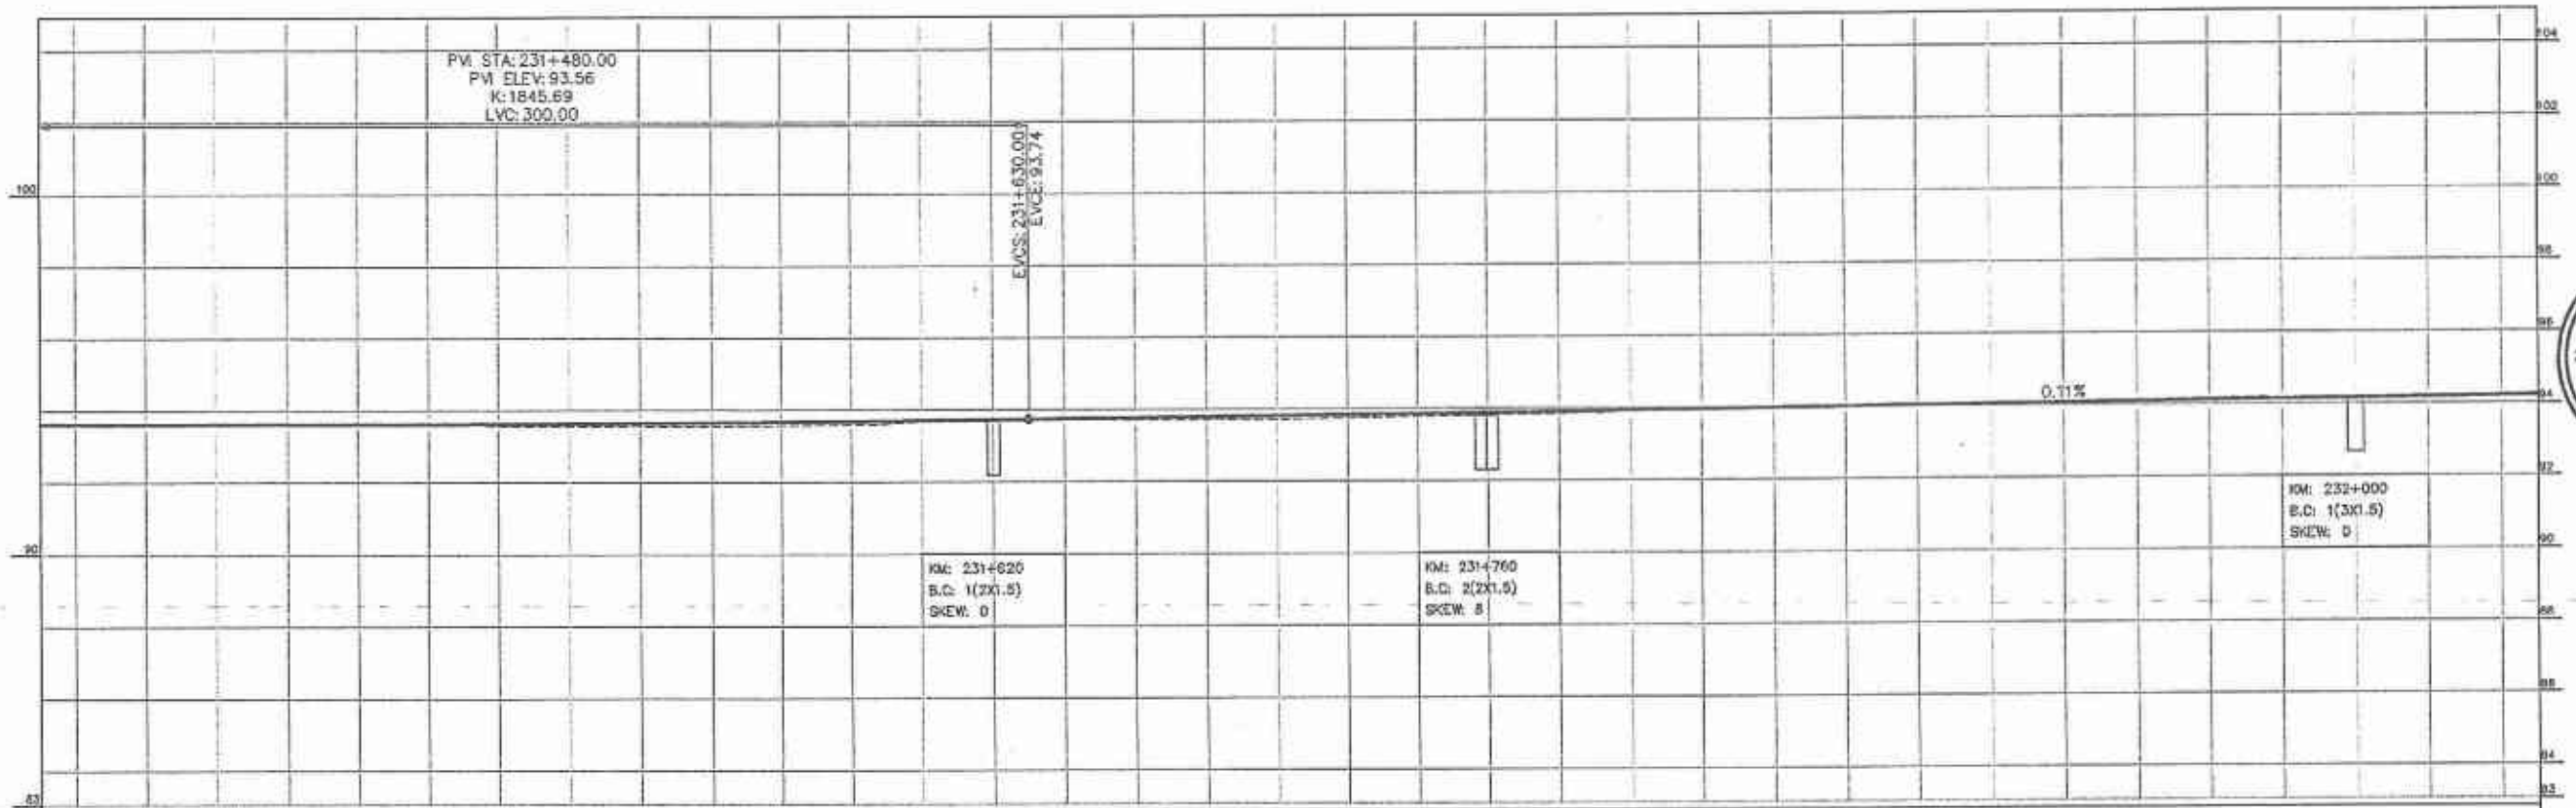 PVI STA: 231+480.00
PVI ELEV: 93.56
K: 1845.69
LVC: 300.00
EVCS: 231+630.00
EVCE: 93.74
0.11%
KM: 231+620
B.C: 1(2X1.5)
SKEW: 0
KM: 231+760
B.C: 2(2X1.5)
SKEW: 8
KM: 232+000
B.C: 1(3X1.5)
SKEW: 0
100
90
83
104
102
100
98
96
94
92
90
88
86
84
83